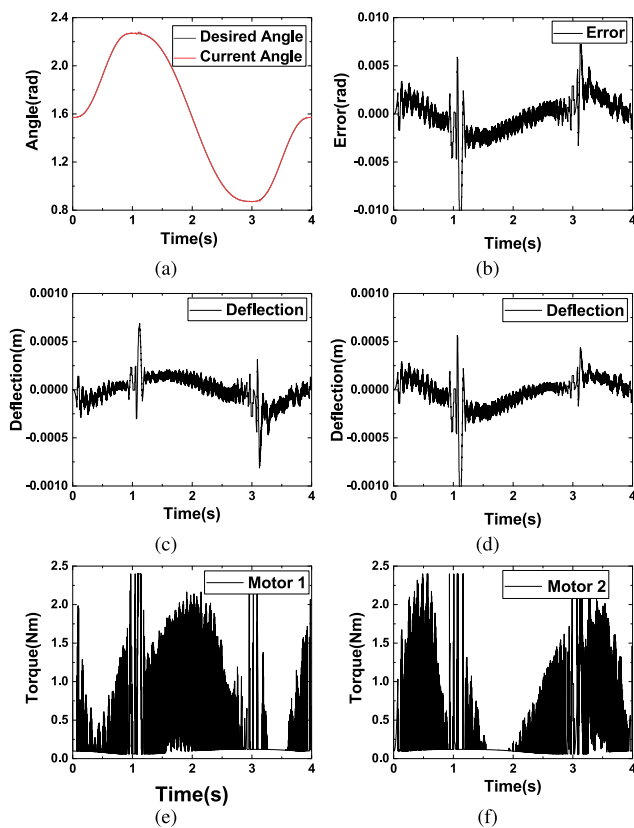 2.4
2.0
1.6
1.2
0.8
Angle(rad)
Desired Angle
Current Angle
0 1 2 3 4
Time(s)
(a)
0.010
0.005
0.000
-0.005
-0.010
Error(rad)
Error
0 1 2 3 4
Time(s)
(b)
0.0010
0.0005
0.0000
-0.0005
-0.0010
Deflection(m)
Deflection
0 1 2 3 4
Time(s)
(c)
0.0010
0.0005
0.0000
-0.0005
-0.0010
Deflection(m)
Deflection
0 1 2 3 4
Time(s)
(d)
2.5
2.0
1.5
1.0
0.5
0.0
Torque(Nm)
Motor 1
0 1 2 3 4
Time(s)
(e)
2.5
2.0
1.5
1.0
0.5
0.0
Torque(Nm)
Motor 2
0 1 2 3 4
Time(s)
(f)